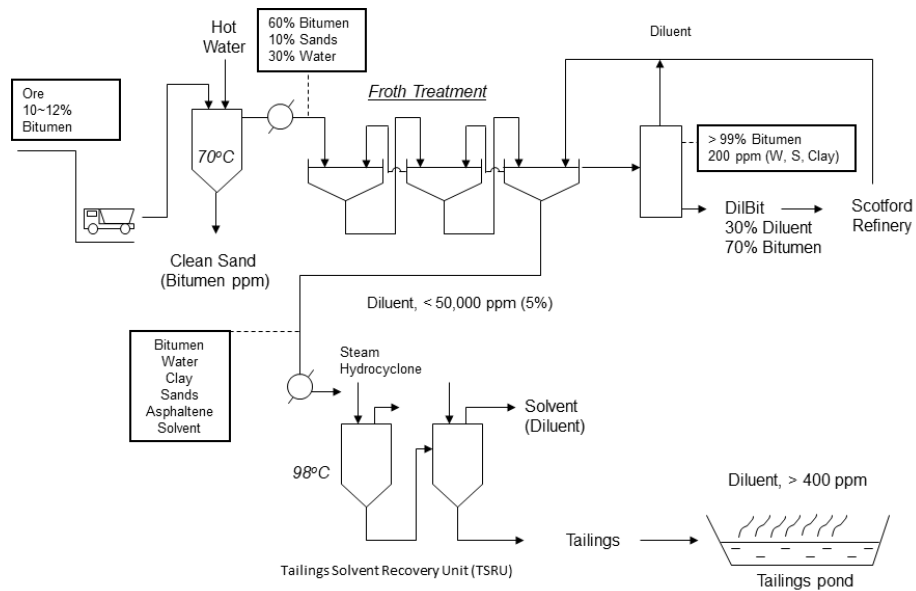 Hot
Water
60% Bitumen
10% Sands
30% Water
Diluent
Ore
10~12%
Bitumen
Froth Treatment
70ºC
> 99% Bitumen
200 ppm (W, S, Clay)
DilBit
30% Diluent
70% Bitumen
Scotford
Refinery
Clean Sand
(Bitumen ppm)
Diluent, < 50,000 ppm (5%)
Bitumen
Water
Clay
Sands
Asphaltene
Solvent
Steam
Hydrocyclone
Solvent
(Diluent)
98ºC
Diluent, > 400 ppm
Tailings
Tailings Solvent Recovery Unit (TSRU)
Tailings pond